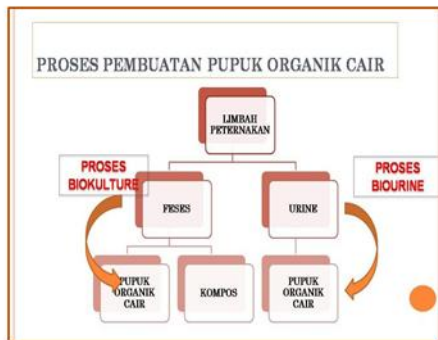 PROSES PEMBUATAN PUPUK ORGANIK CAIR
LIMBAH
PETERNAKAN
PROSES
BIOKULTURE
PROSES
BIOURINE
FESES
URINE
PUPUK
ORGANIK
CAIR
KOMPOS
PUPUK
ORGANIK
CAIR